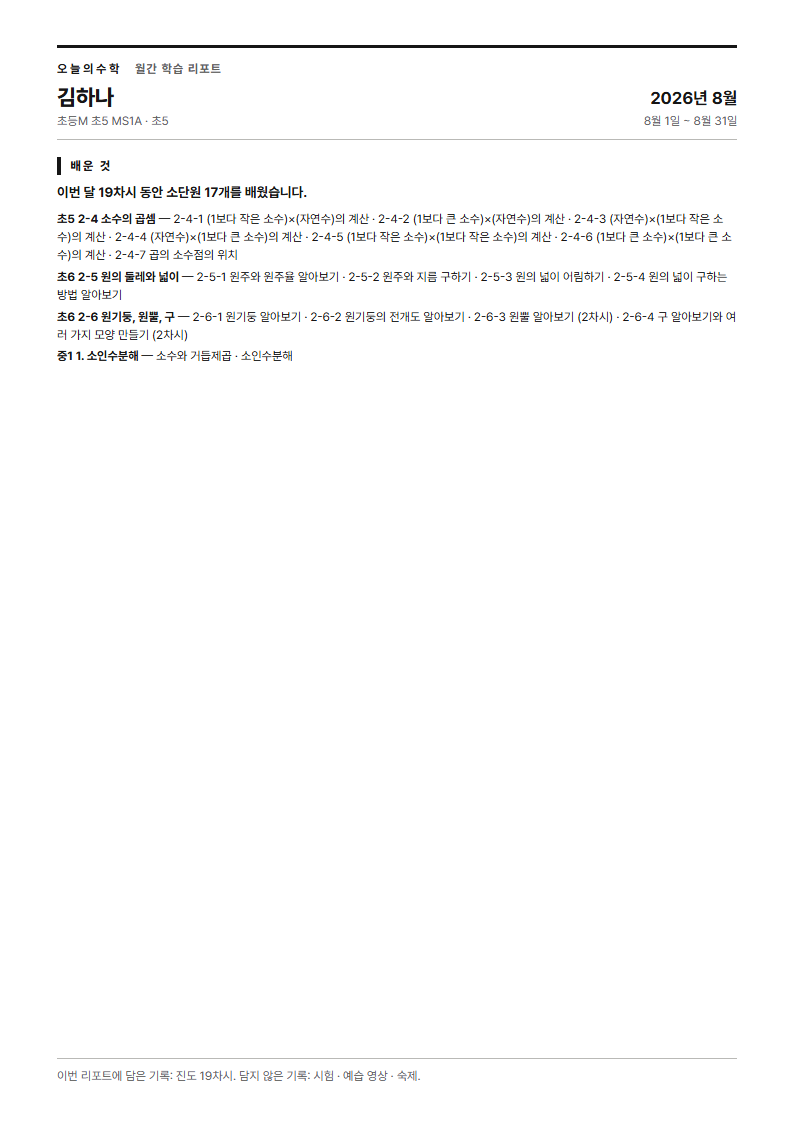 오늘의수학 월간 학습 리포트
김하나
2026년 8월
초등M 초5 MS1A · 초5
8월 1일 ~ 8월 31일
배운 것
이번 달 19차시 동안 소단원 17개를 배웠습니다.
초5 2-4 소수의 곱셈 — 2-4-1 (1보다 작은 소수)×(자연수)의 계산 · 2-4-2 (1보다 큰 소수)×(자연수)의 계산 · 2-4-3 (자연수)×(1보다 작은 소
수)의 계산 · 2-4-4 (자연수)×(1보다 큰 소수)의 계산 · 2-4-5 (1보다 작은 소수)×(1보다 작은 소수)의 계산 · 2-4-6 (1보다 큰 소수)×(1보다 큰 소
수)의 계산 · 2-4-7 곱의 소수점의 위치
초6 2-5 원의 둘레와 넓이 — 2-5-1 원주와 원주율 알아보기 · 2-5-2 원주와 지름 구하기 · 2-5-3 원의 넓이 어림하기 · 2-5-4 원의 넓이 구하는
방법 알아보기
초6 2-6 원기둥, 원뿔, 구 — 2-6-1 원기둥 알아보기 · 2-6-2 원기둥의 전개도 알아보기 · 2-6-3 원뿔 알아보기 (2차시) · 2-6-4 구 알아보기와 여
러 가지 모양 만들기 (2차시)
중1 1. 소인수분해 — 소수와 거듭제곱 · 소인수분해
이번 리포트에 담은 기록: 진도 19차시. 담지 않은 기록: 시험 · 예습 영상 · 숙제.